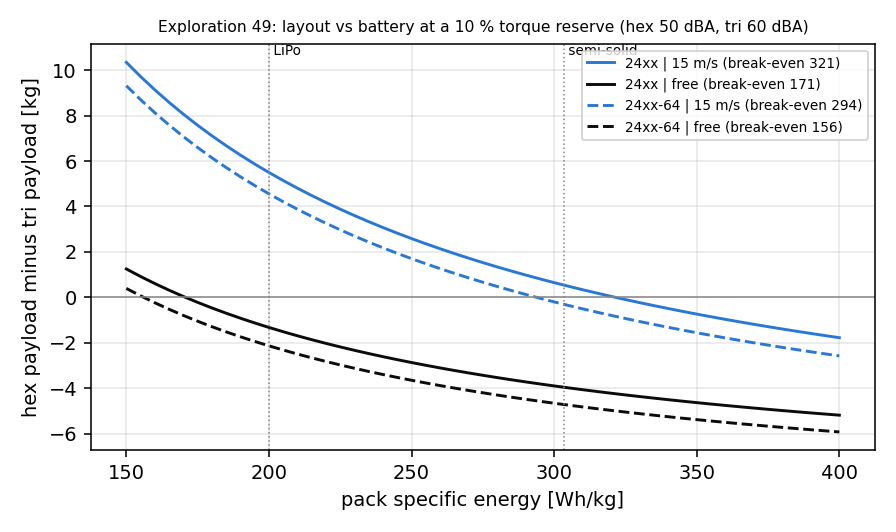 Exploration 49: layout vs battery at a 10 % torque reserve (hex 50 dBA, tri 60 dBA)
LiPo
semi-solid
24xx | 15 m/s (break-even 321)
24xx | free (break-even 171)
24xx-64 | 15 m/s (break-even 294)
24xx-64 | free (break-even 156)
hex payload minus tri payload [kg]
10
8
6
4
2
0
−2
−4
−6
150
200
250
300
350
400
pack specific energy [Wh/kg]